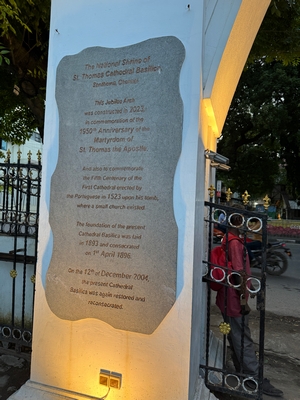 The National Shrine of
St. Thomas Cathedral Basilica
Santhome, Chennai
This Jubilee Arch
was constructed in 2022,
in commemoration of the
1950th Anniversary of the
Martyrdom of
St. Thomas the Apostle
And also to commemorate
the Fifth Centenary of the
First Cathedral erected by
the Portuguese in 1523 upon his tomb,
where a small church existed.
The foundation of the present
Cathedral Basilica was laid
in 1893 and consecrated
on 1st April 1896.
On the 12th of December 2004,
the present Cathedral
Basilica was again restored and
reconsecrated.